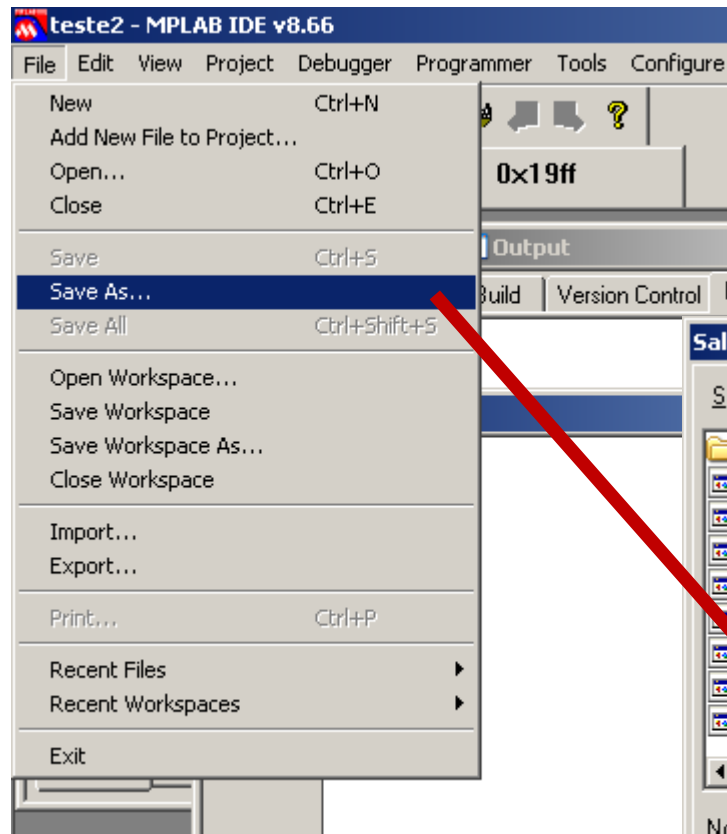 teste2 - MPLAB IDE v8.66
File Edit View Project Debugger Programmer Tools Configure
New Ctrl+N
Add New File to Project...
Open... Ctrl+O
0x19ff
Close Ctrl+E
Output
Save Ctrl+S
Save As...
Build Version Control
Save All Ctrl+Shift+S
Open Workspace...
Save Workspace
Save Workspace As...
Close Workspace
Import...
Export...
Print... Ctrl+P
Recent Files
Recent Workspaces
Exit